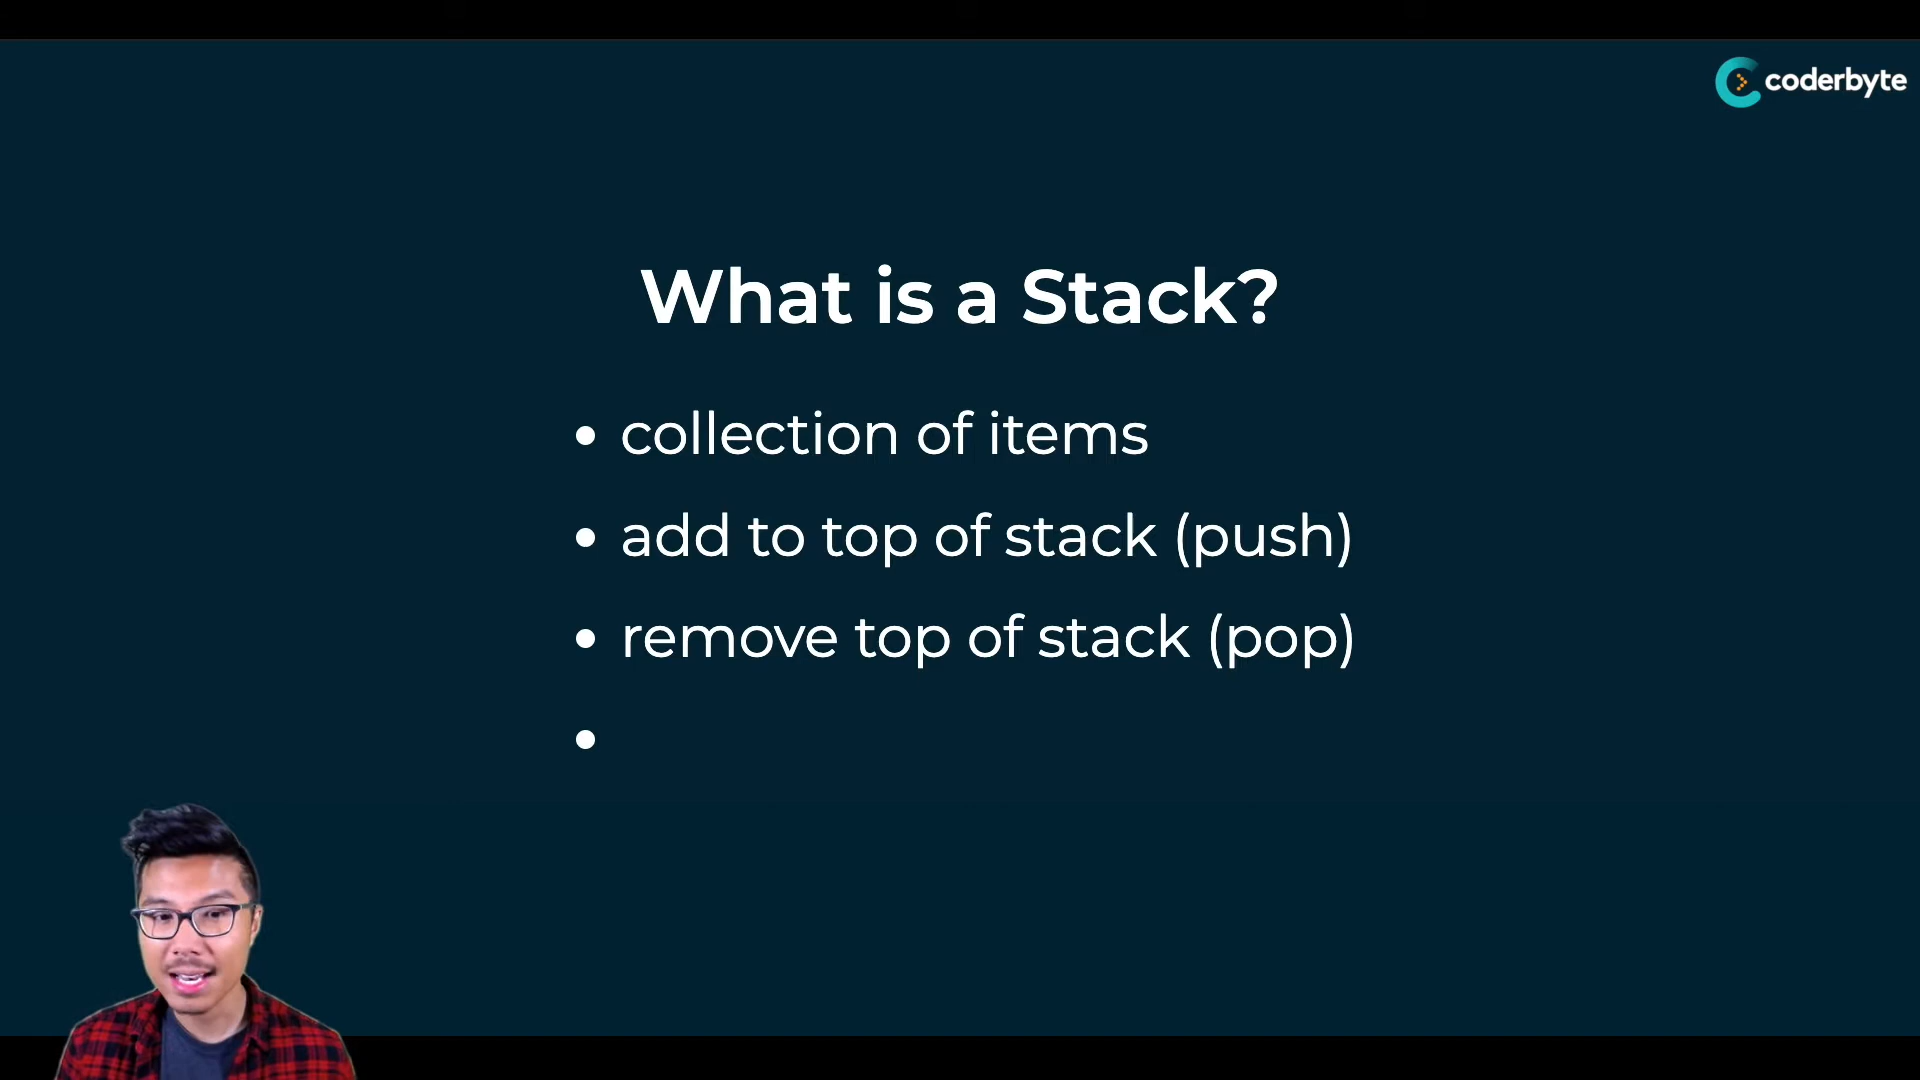 coderbyte
What is a Stack?
• collection of items
• add to top of stack (push)
• remove top of stack (pop)
•